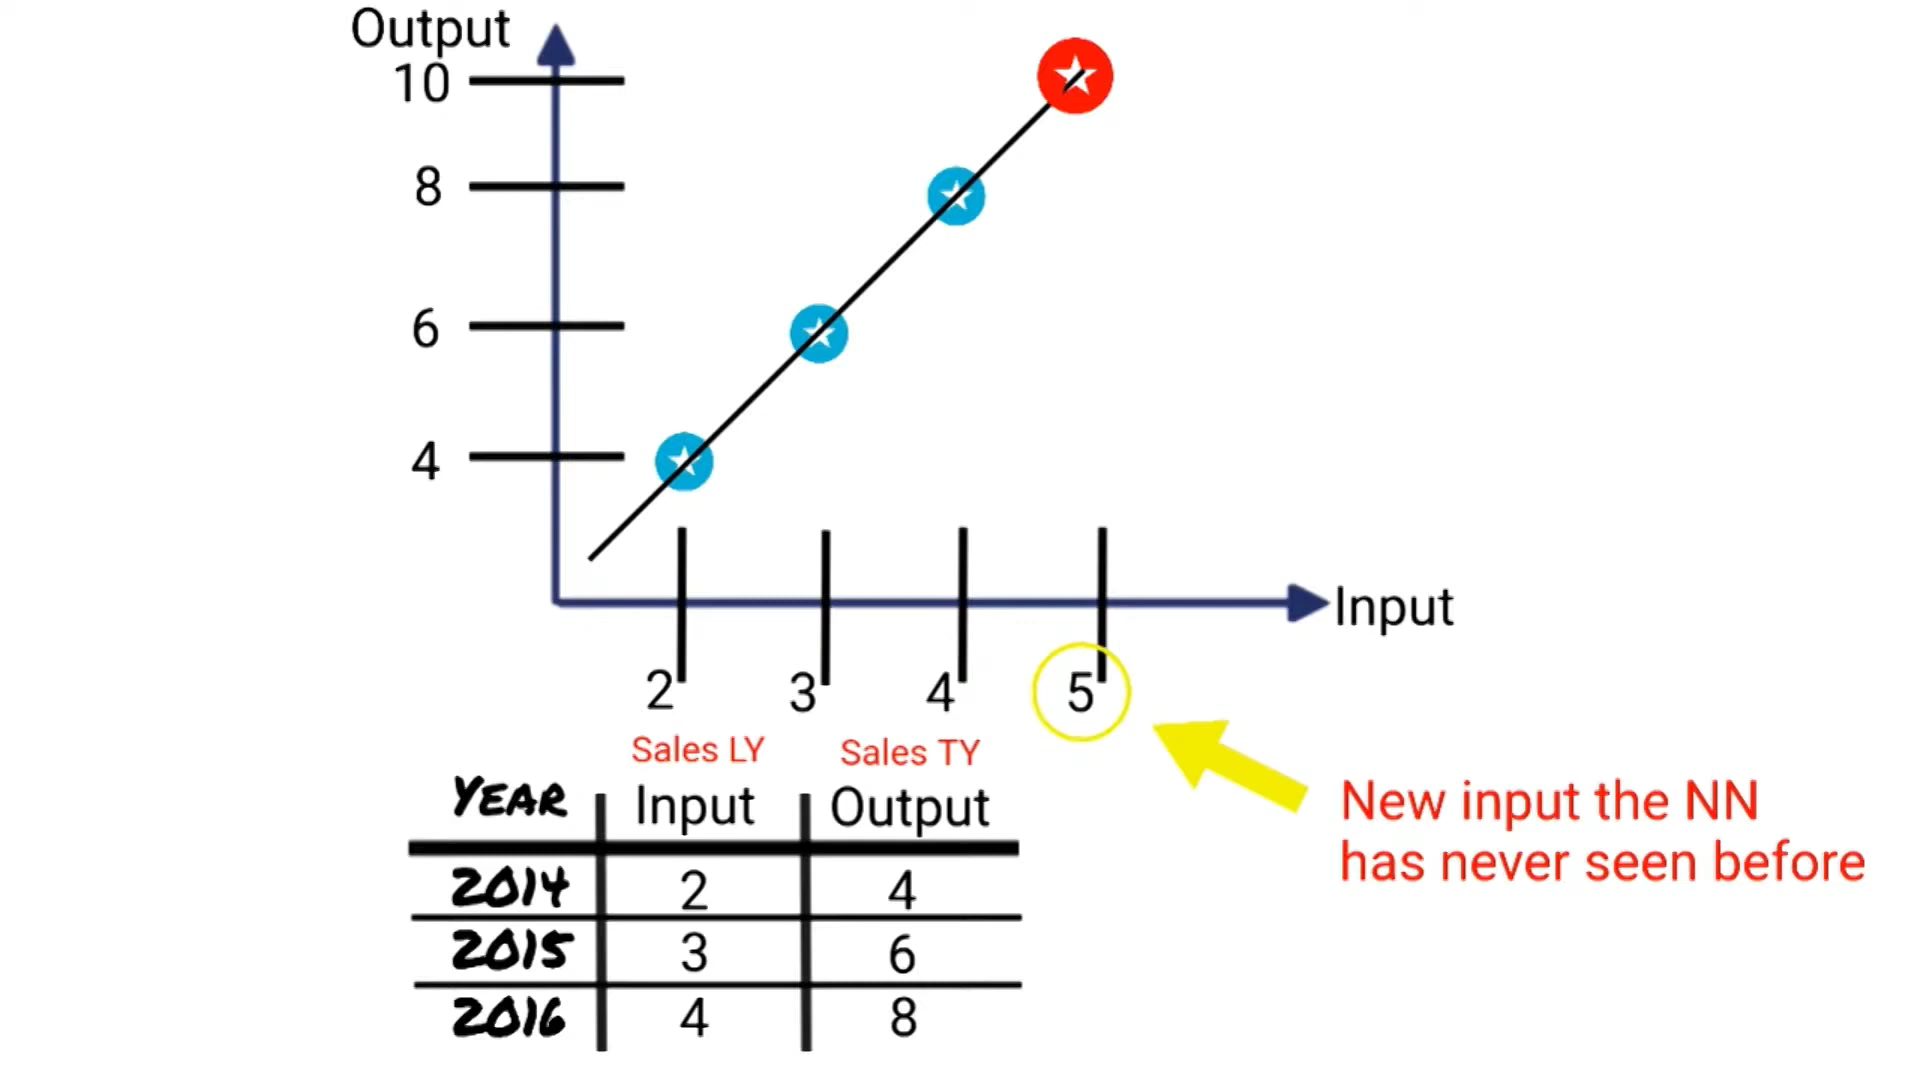 Output
10
8
6
4
Input
2 3 4 5
Sales LY Sales TY
YEAR Input Output
2014 2 4
2015 3 6
2016 4 8
New input the NN
has never seen before